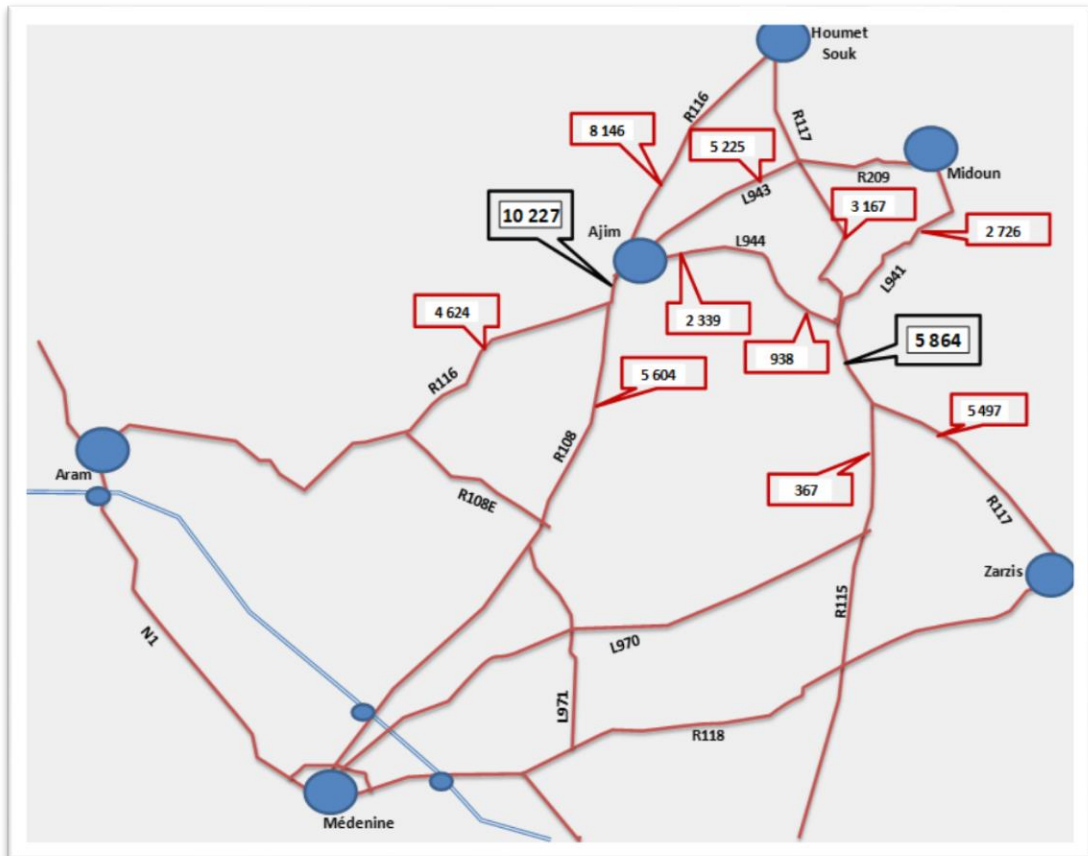 Houmet
Souk
R116
8 146
5 225
R117
Midoun
R209
L943
3 167
10 227
Ajim
L944
2 726
L941
4 624
2 339
938
5 864
R116
5 604
5 497
R108
Aram
R108E
367
R117
Zarzis
R115
N1
L970
L971
R118
Médenine